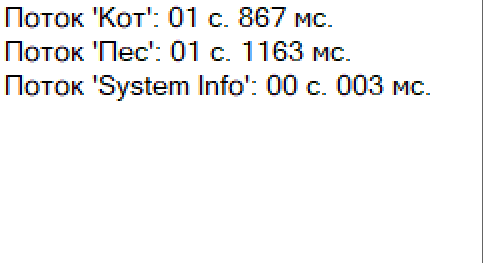 Поток 'Кот': 01 с. 867 мс.
Поток 'Пес': 01 с. 1163 мс.
Поток 'System Info': 00 с. 003 мс.